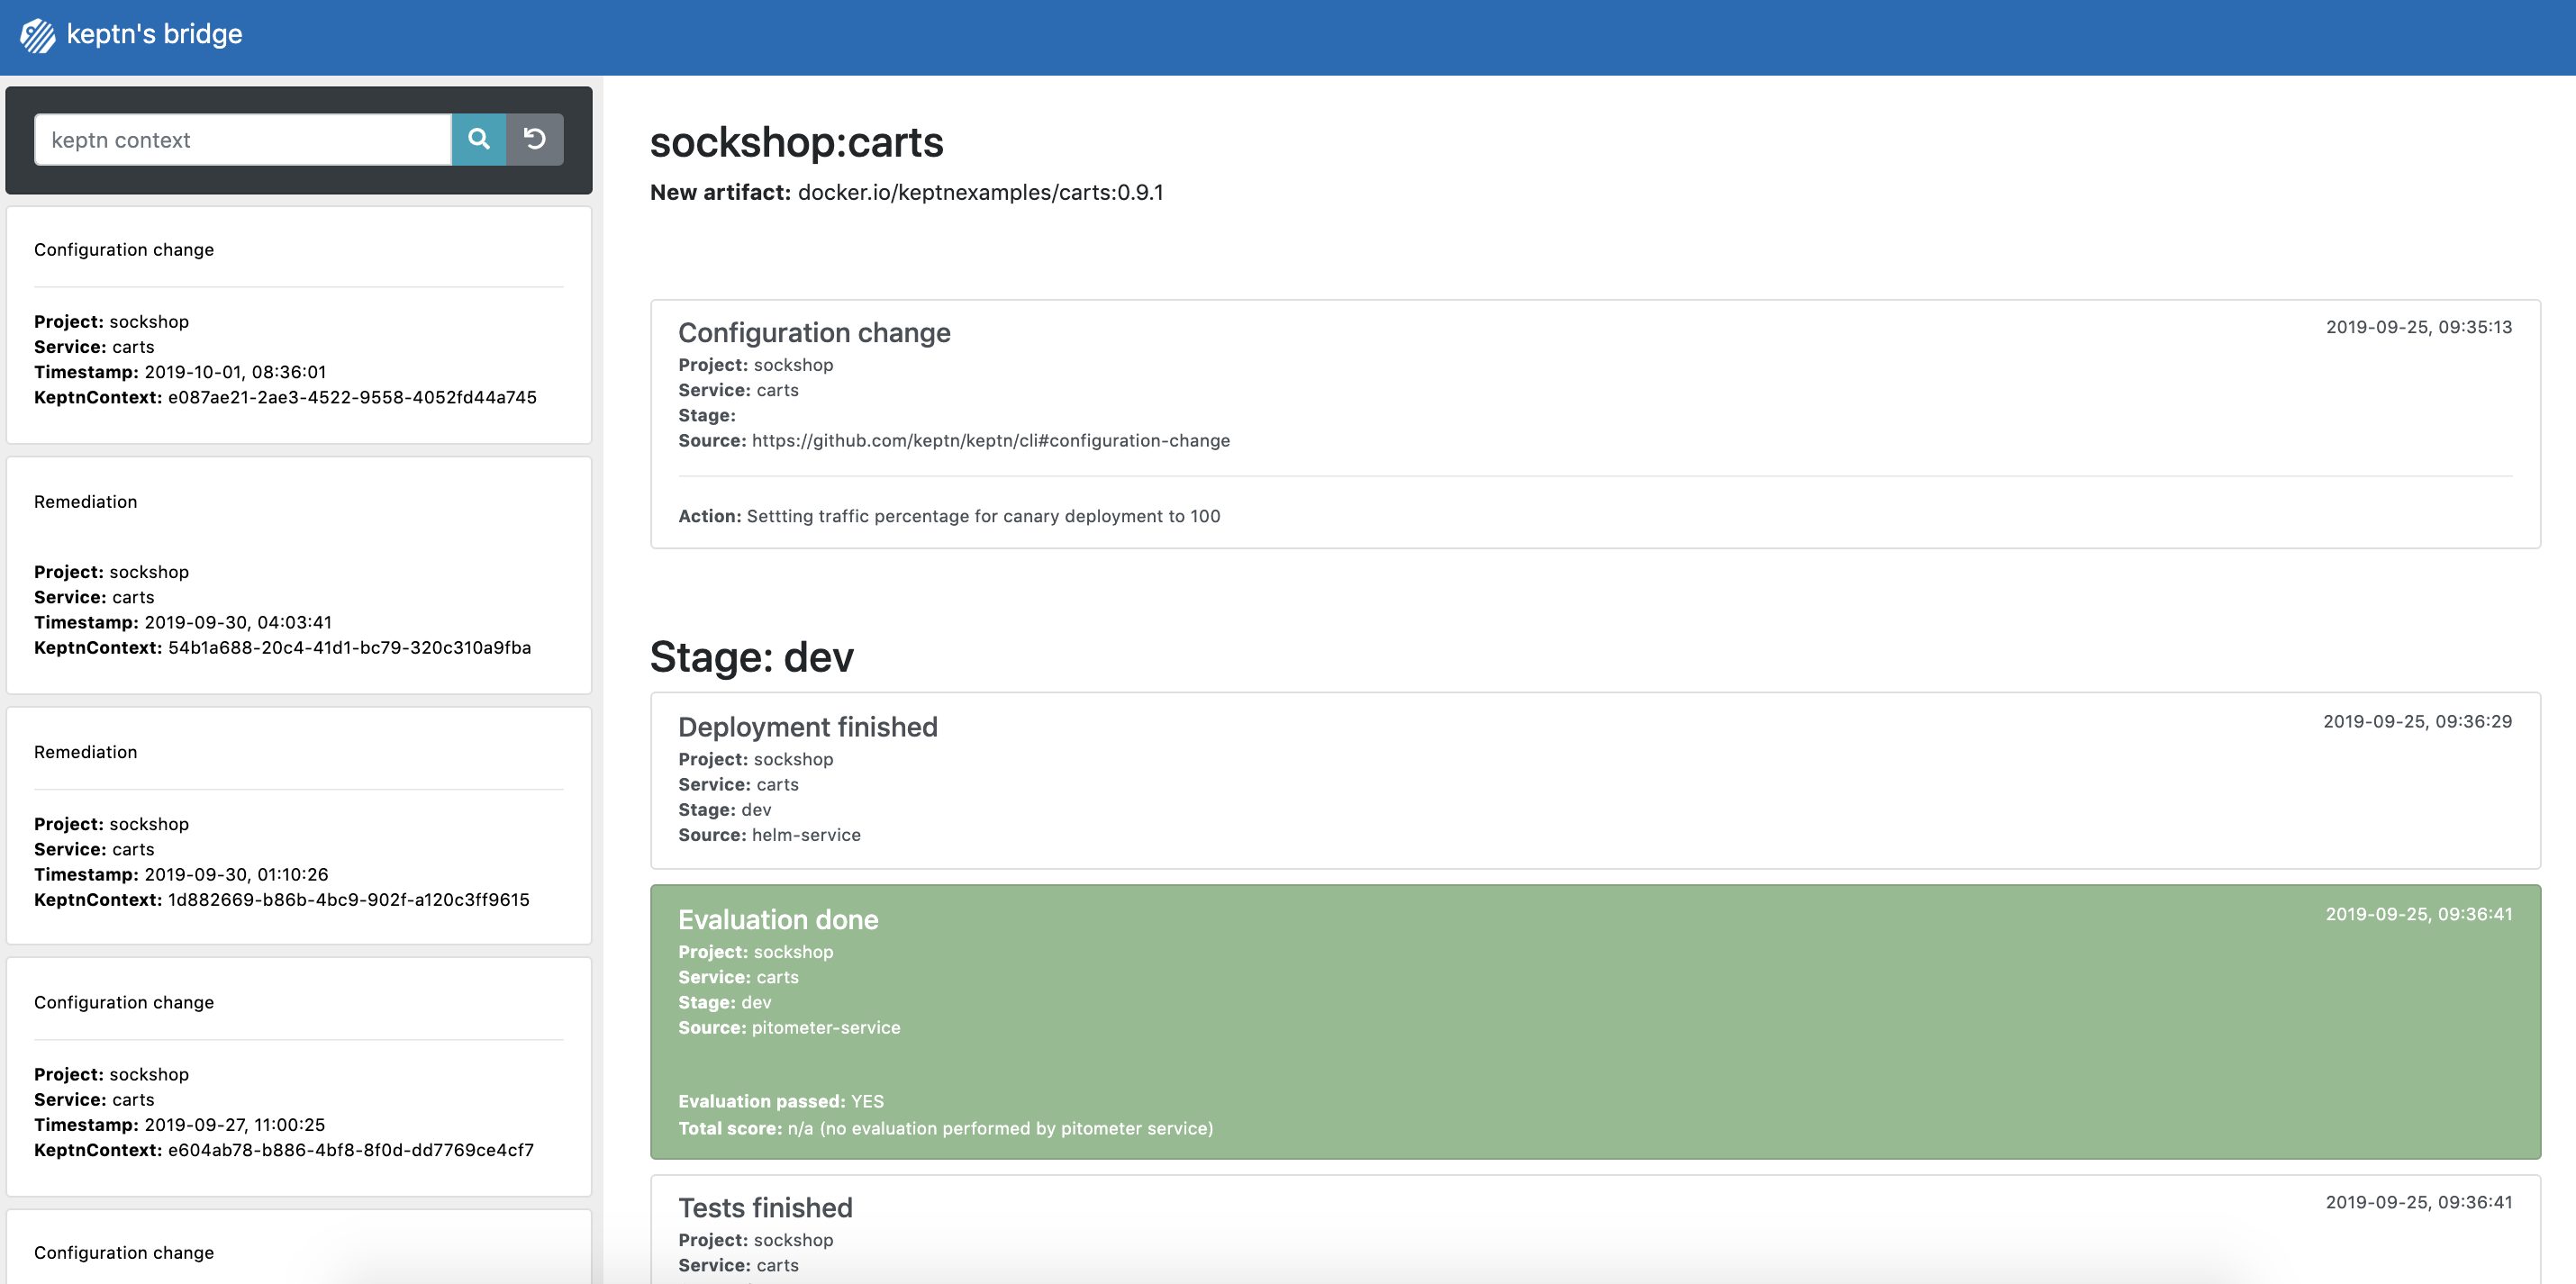 keptn's bridge
keptn context
Configuration change
Project: sockshop
Service: carts
Timestamp: 2019-10-01, 08:36:01
KeptnContext: e087ae21-2ae3-4522-9558-4052fd44a745
Remediation
Project: sockshop
Service: carts
Timestamp: 2019-09-30, 04:03:41
KeptnContext: 54b1a688-20c4-41d1-bc79-320c310a9fba
Remediation
Project: sockshop
Service: carts
Timestamp: 2019-09-30, 01:10:26
KeptnContext: 1d882669-b86b-4bc9-902f-a120c3ff9615
Configuration change
Project: sockshop
Service: carts
Timestamp: 2019-09-27, 11:00:25
KeptnContext: e604ab78-b886-4bf8-8f0d-dd7769ce4cf7
Configuration change
sockshop:carts
New artifact: docker.io/keptnexamples/carts:0.9.1
Configuration change
2019-09-25, 09:35:13
Project: sockshop
Service: carts
Stage:
Source: https://github.com/keptn/keptn/cli#configuration-change
Action: Settting traffic percentage for canary deployment to 100
Stage: dev
Deployment finished
2019-09-25, 09:36:29
Project: sockshop
Service: carts
Stage: dev
Source: helm-service
Evaluation done
2019-09-25, 09:36:41
Project: sockshop
Service: carts
Stage: dev
Source: pitometer-service
Evaluation passed: YES
Total score: n/a (no evaluation performed by pitometer service)
Tests finished
2019-09-25, 09:36:41
Project: sockshop
Service: carts